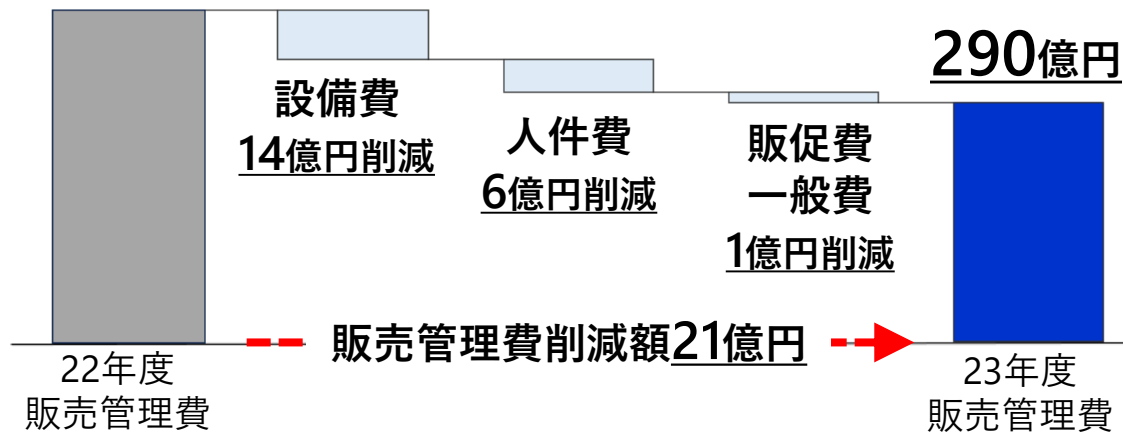 290億円
設備費
14億円削減
人件費
6億円削減
販促費
一般費
1億円削減
販売管理費削減額21億円
22年度
販売管理費
23年度
販売管理費